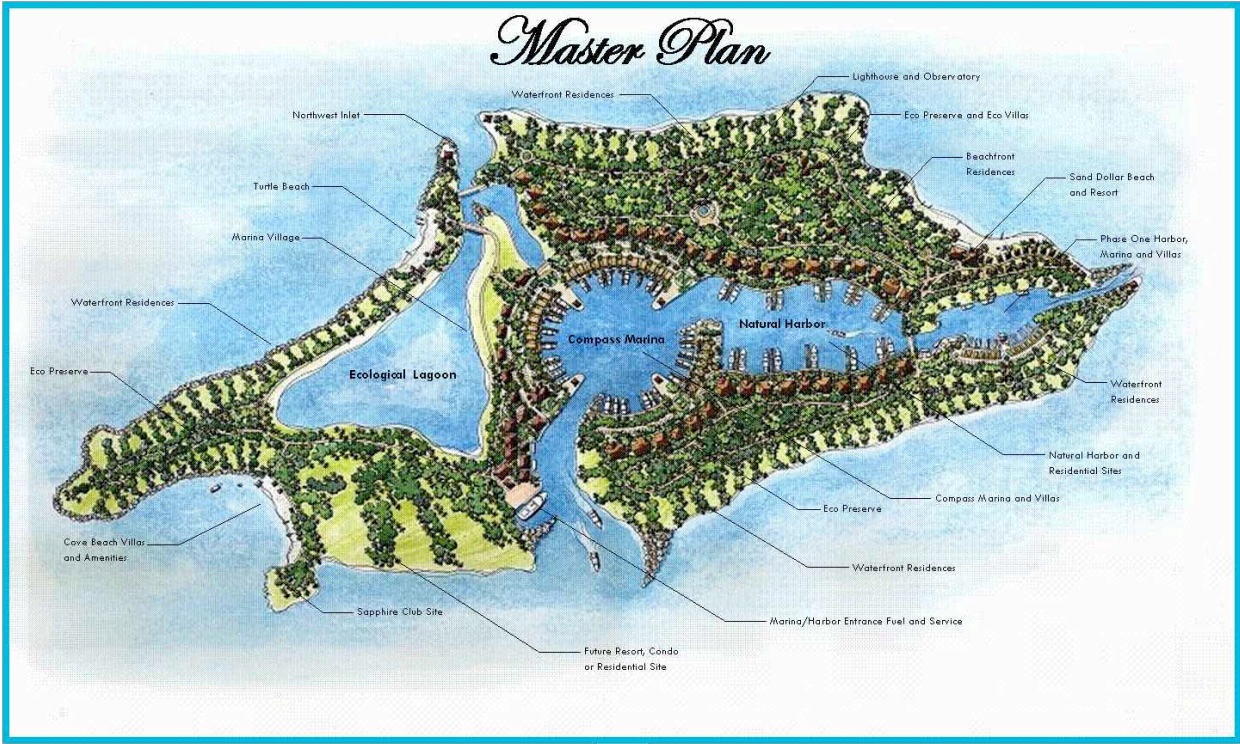 Master Plan
Lighthouse and Observatory
Waterfront Residences
Northwest Inlet
Eco Preserve and Eco Villas
Beachfront
Residences
Sand Dollar Beach
and Resort
Turtle Beach
Marina Village
Phase One Harbor,
Marina and Villas
Waterfront Residences
Natural Harbor
Compass Marina
Ecological Lagoon
Eco Preserve
Waterfront
Residences
Natural Harbor and
Residential Sites
Compass Marina and Villas
Eco Preserve
Cove Beach Villas
and Amenities
Waterfront Residences
Sapphire Club Site
Marina/Harbor Entrance Fuel and Service
Future Resort, Condo
or Residential Site